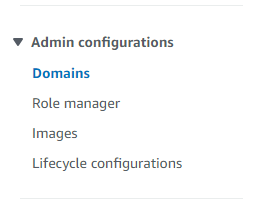 Admin configurations
Domains
Role manager
Images
Lifecycle configurations